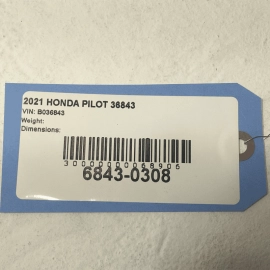 2021 HONDA PILOT 36843
VIN: B036843
Weight:
Dimensions:
3000000068906
6843-0308